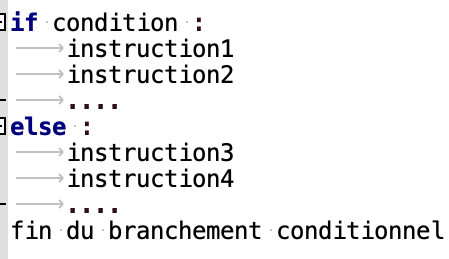 if condition :
instruction1
instruction2
....
else :
instruction3
instruction4
....
fin du branchement conditionnel